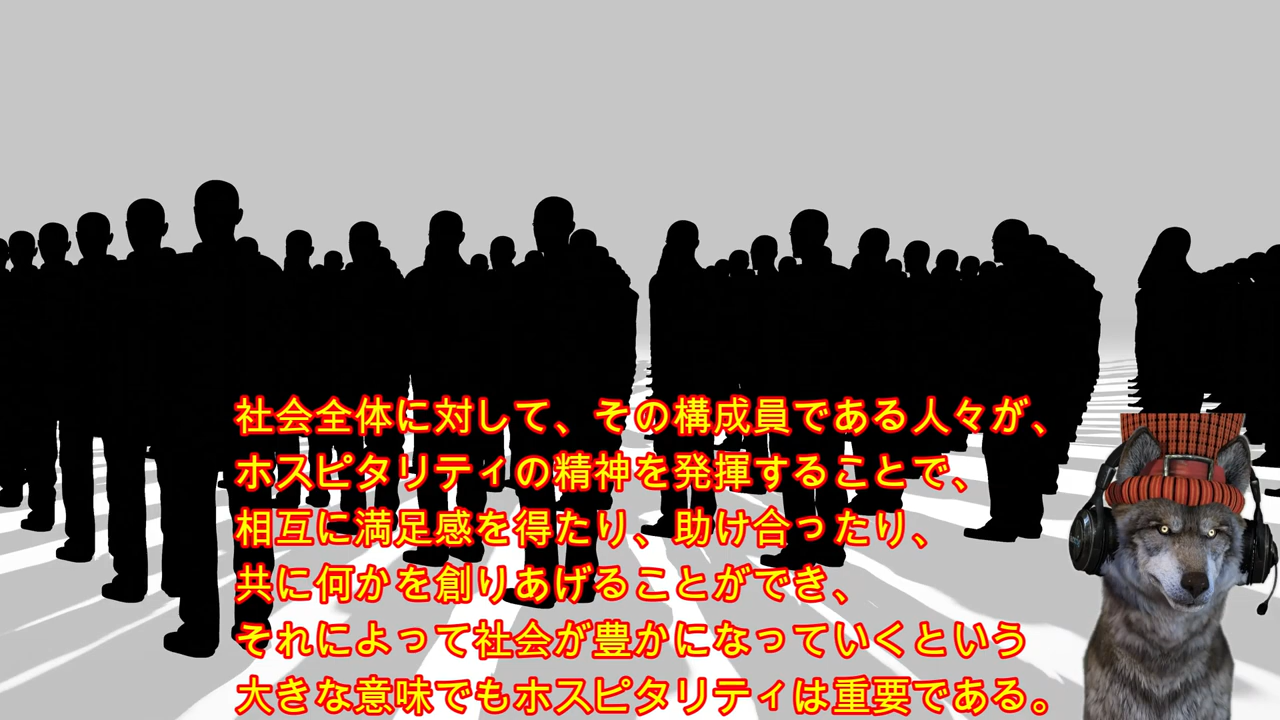 社会全体に対して、その構成員である人々が、
ホスピタリティの精神を発揮することで、
相互に満足感を得たり、助け合ったり、
共に何かを創りあげることができ、
それによって社会が豊かになっていくという
大きな意味でもホスピタリティは重要である。